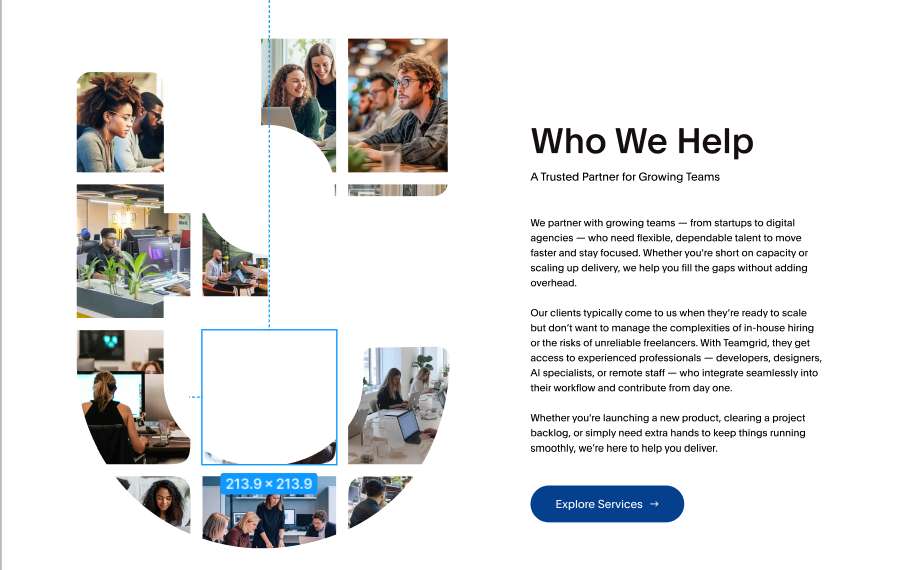 Who We Help
A Trusted Partner for Growing Teams
We partner with growing teams — from startups to digital
agencies — who need flexible, dependable talent to move
faster and stay focused. Whether you're short on capacity or
scaling up delivery, we help you fill the gaps without adding
overhead.
Our clients typically come to us when they're ready to scale
but don't want to manage the complexities of in-house hiring
or the risks of unreliable freelancers. With Teamgrid, they get
access to experienced professionals — developers, designers,
AI specialists, or remote staff — who integrate seamlessly into
their workflow and contribute from day one.
Whether you're launching a new product, clearing a project
backlog, or simply need extra hands to keep things running
smoothly, we're here to help you deliver.
Explore Services →
213.9 × 213.9